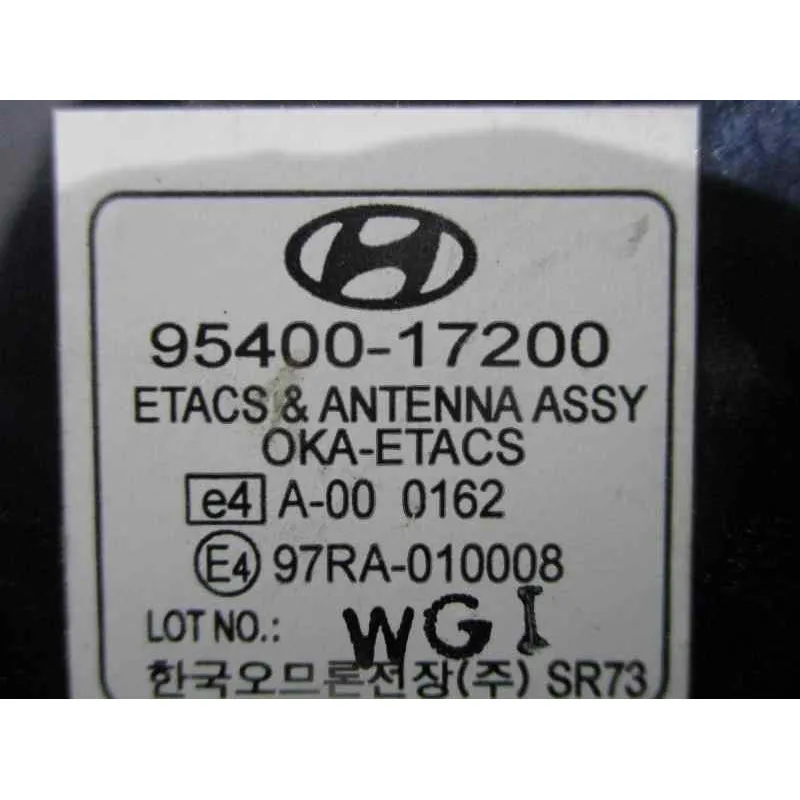 95400-17200
ETACS & ANTENNA ASSY
OKA-ETACS
e4 A-00 0162
E4 97RA-010008
LOT NO.: WGI
한국오므론전장(주) SR73